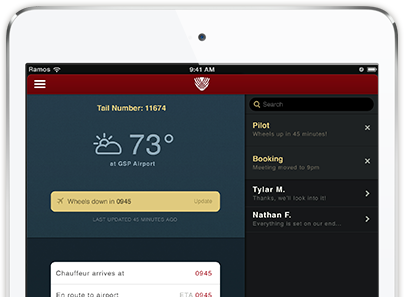 Ramos
9:41 AM
Tail Number: 11674
73°
at GSP Airport
Wheels down in 0945
Update
LAST UPDATED 45 MINUTES AGO
Chauffeur arrives at 0945
En route to airport ETA 0945
Search
Pilot
Wheels up in 45 minutes!
Booking
Meeting moved to 9pm
Tylar M.
Thanks, we'll look into it!
Nathan F.
Everything is set on our end...